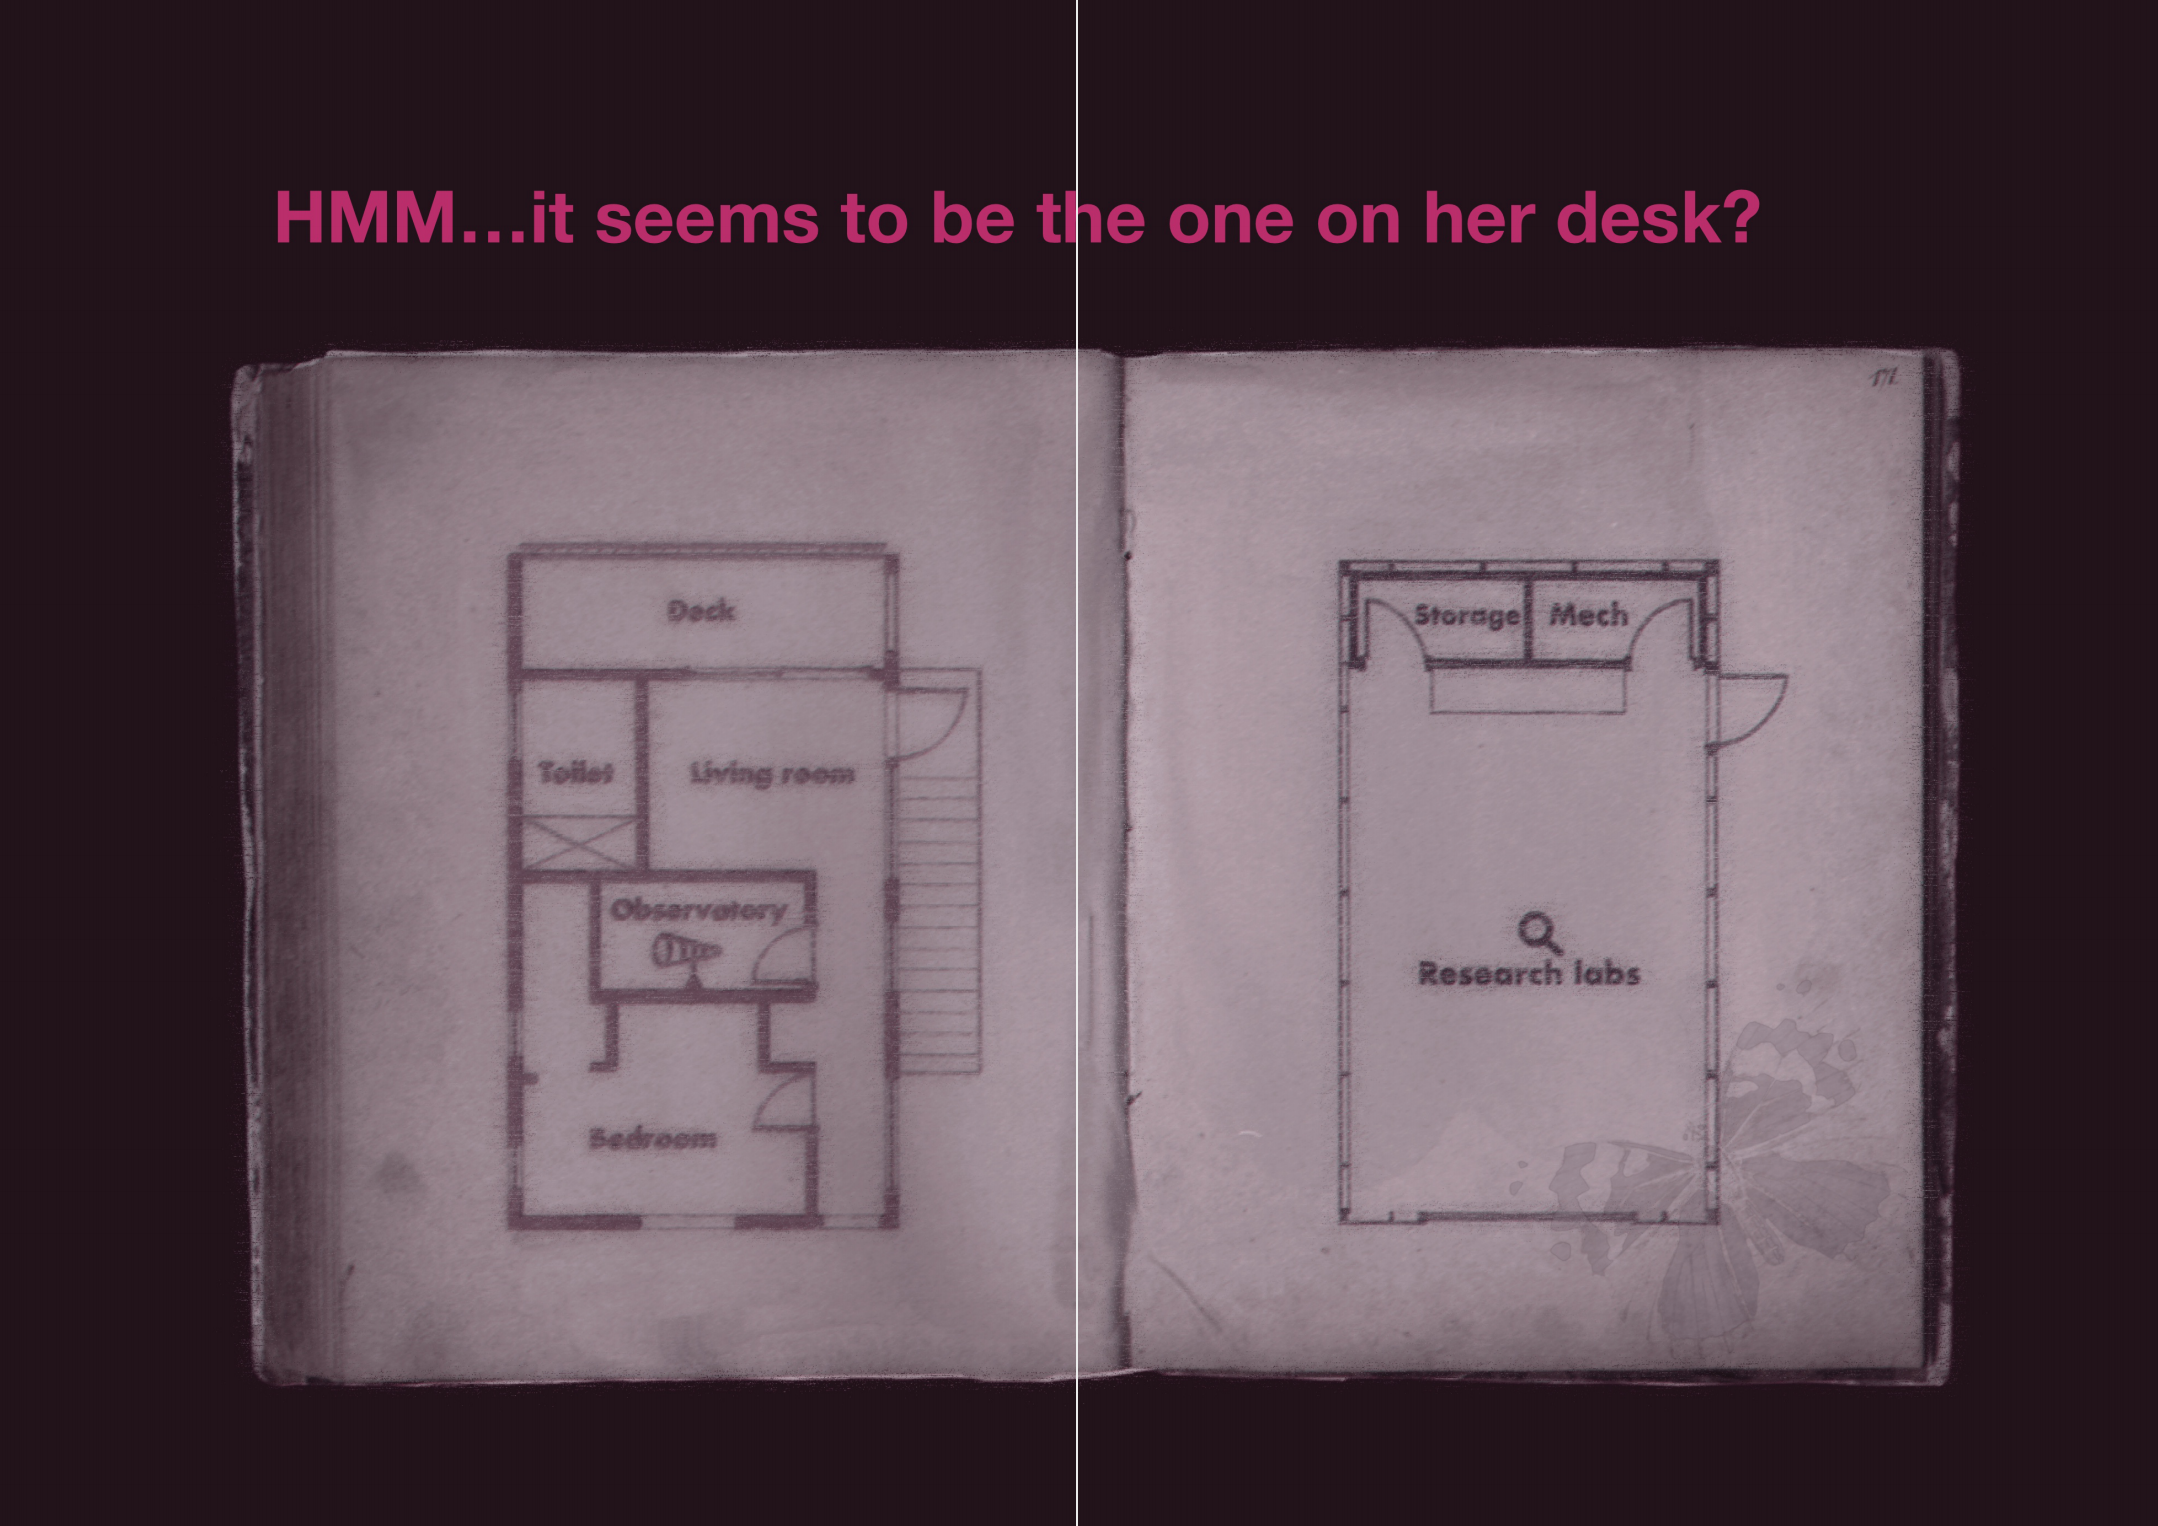 HMM...it seems to be the one on her desk?
Deck
Toilet
Living room
Observatory
Bedroom
Storage
Mech
Research labs